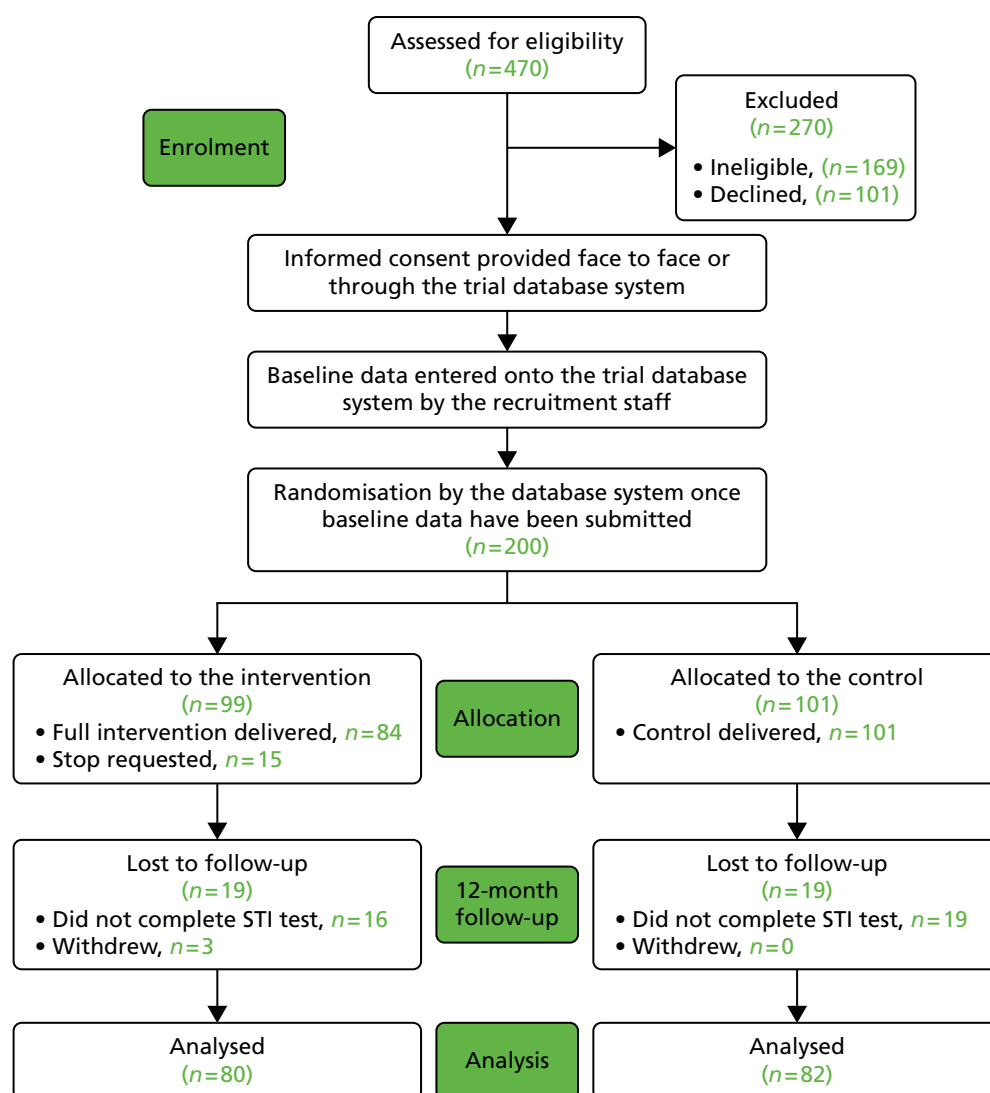 Assessed for eligibility
(n=470)
Enrolment
Excluded
(n=270)
• Ineligible, (n=169)
• Declined, (n=101)
Informed consent provided face to face or
through the trial database system
Baseline data entered onto the trial database
system by the recruitment staff
Randomisation by the database system once
baseline data have been submitted
(n=200)
Allocated to the intervention
(n=99)
• Full intervention delivered, n=84
• Stop requested, n=15
Allocation
Allocated to the control
(n=101)
• Control delivered, n=101
Lost to follow-up
(n=19)
• Did not complete STI test, n=16
• Withdrew, n=3
12-month
follow-up
Lost to follow-up
(n=19)
• Did not complete STI test, n=19
• Withdrew, n=0
Analysed
(n=80)
Analysis
Analysed
(n=82)